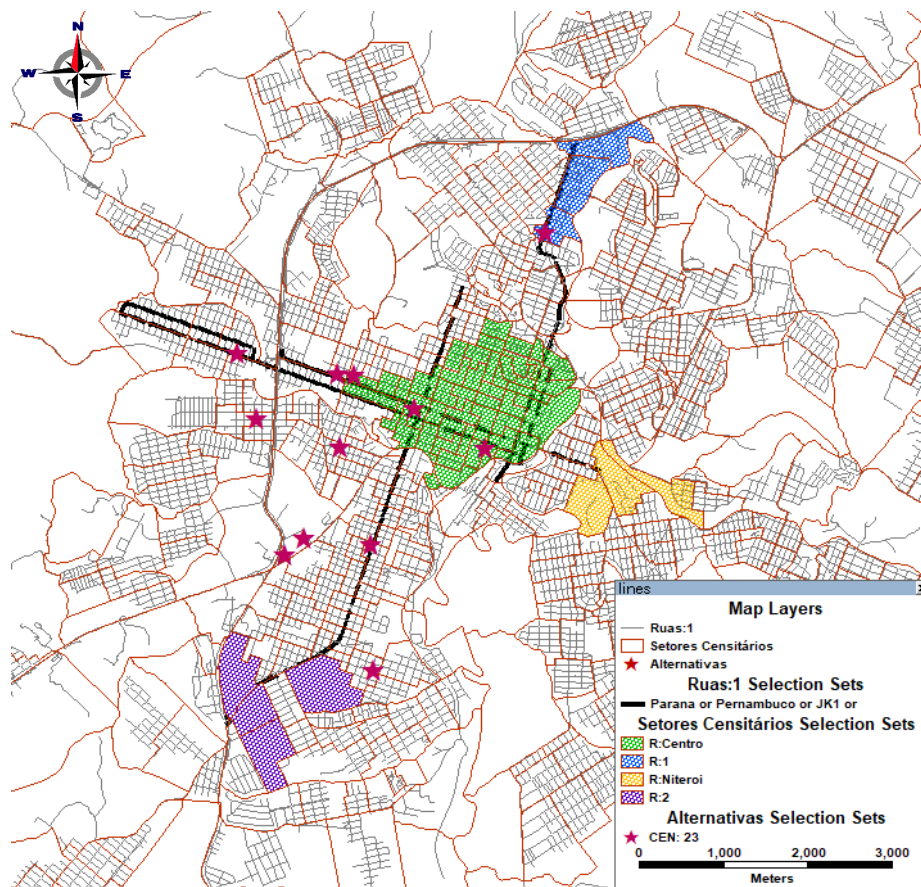 N
W E
S
lines
Map Layers
Ruas:1
Setores Censitários
Alternativas
Ruas:1 Selection Sets
Parana or Pernambuco or JK1 or
Setores Censitários Selection Sets
R:Centro
R:1
R:Niteroi
R:2
Alternativas Selection Sets
CEN: 23
0 1,000 2,000 3,000
Meters